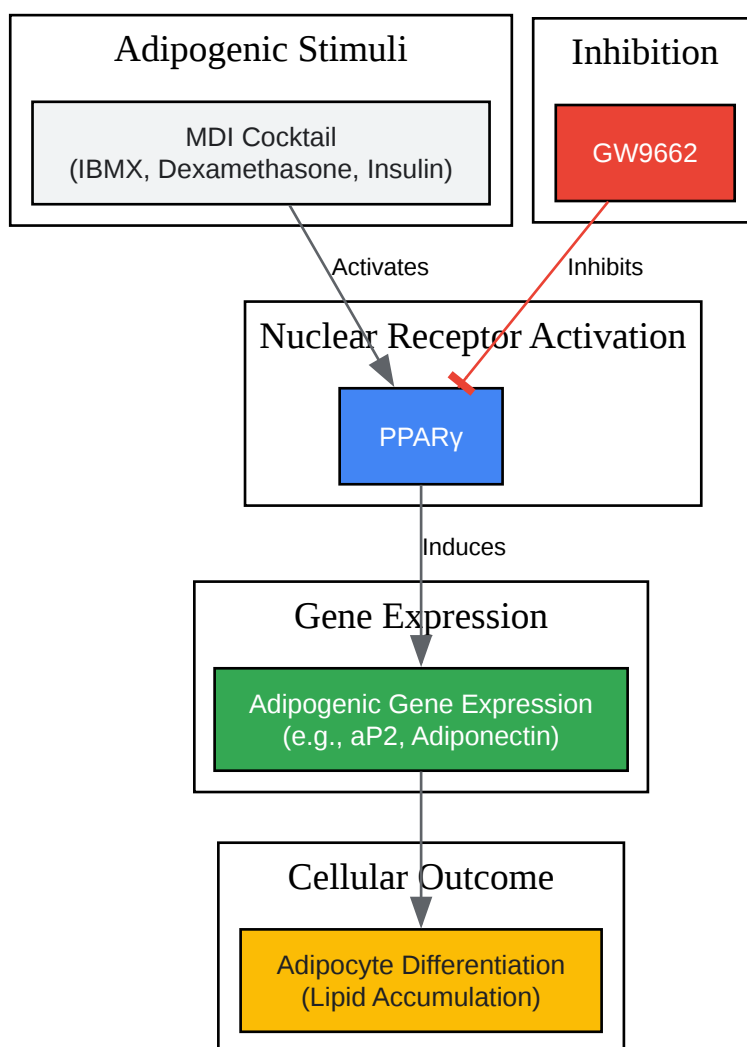 Adipogenic Stimuli
MDI Cocktail
(IBMX, Dexamethasone, Insulin)
Inhibition
GW9662
Activates
Inhibits
Nuclear Receptor Activation
PPARγ
Induces
Gene Expression
Adipogenic Gene Expression
(e.g., aP2, Adiponectin)
Cellular Outcome
Adipocyte Differentiation
(Lipid Accumulation)